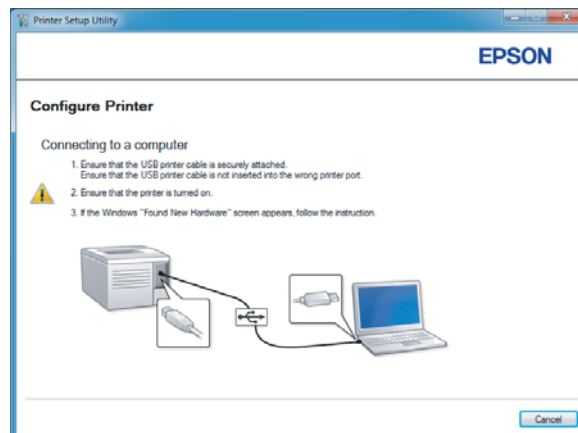 Printer Setup Utility
EPSON
Configure Printer
Connecting to a computer
1. Ensure that the USB printer cable is securely attached.
Ensure that the USB printer cable is not inserted into the wrong printer port.
2. Ensure that the printer is turned on.
3. If the Windows "Found New Hardware" screen appears, follow the instruction.
Cancel